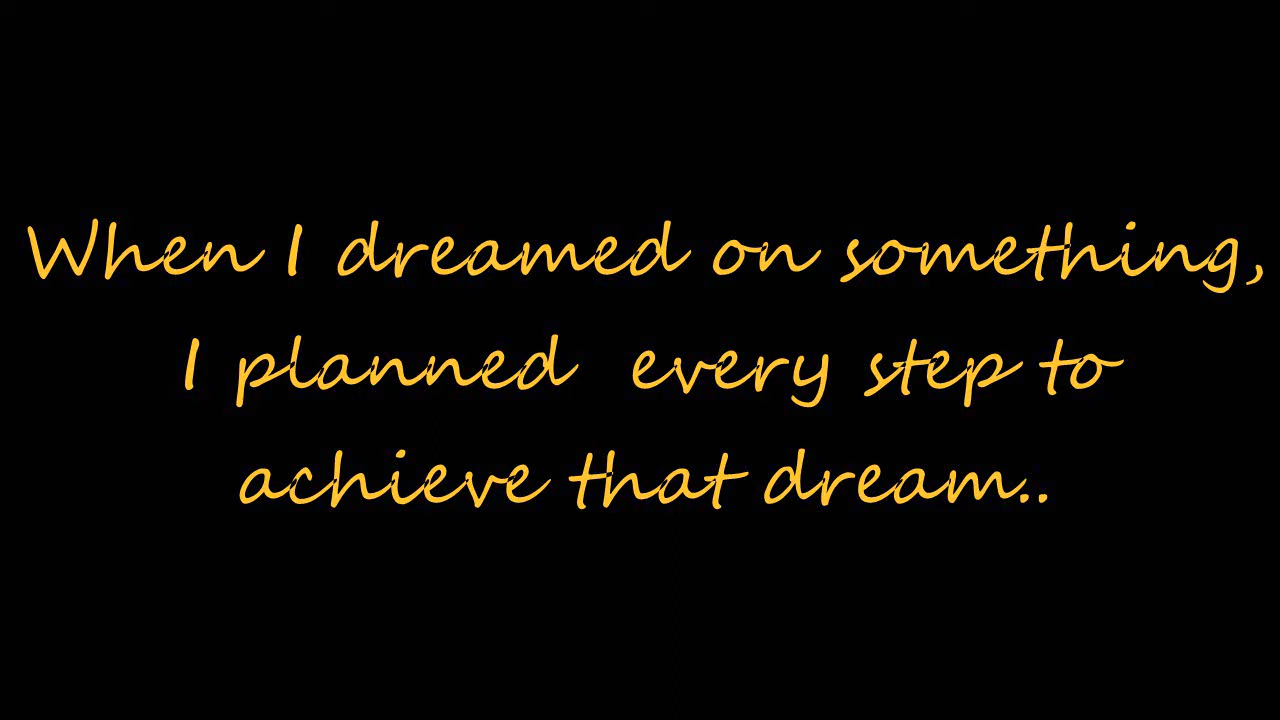 When I dreamed on something,
I planned  every step to
achieve that dream..